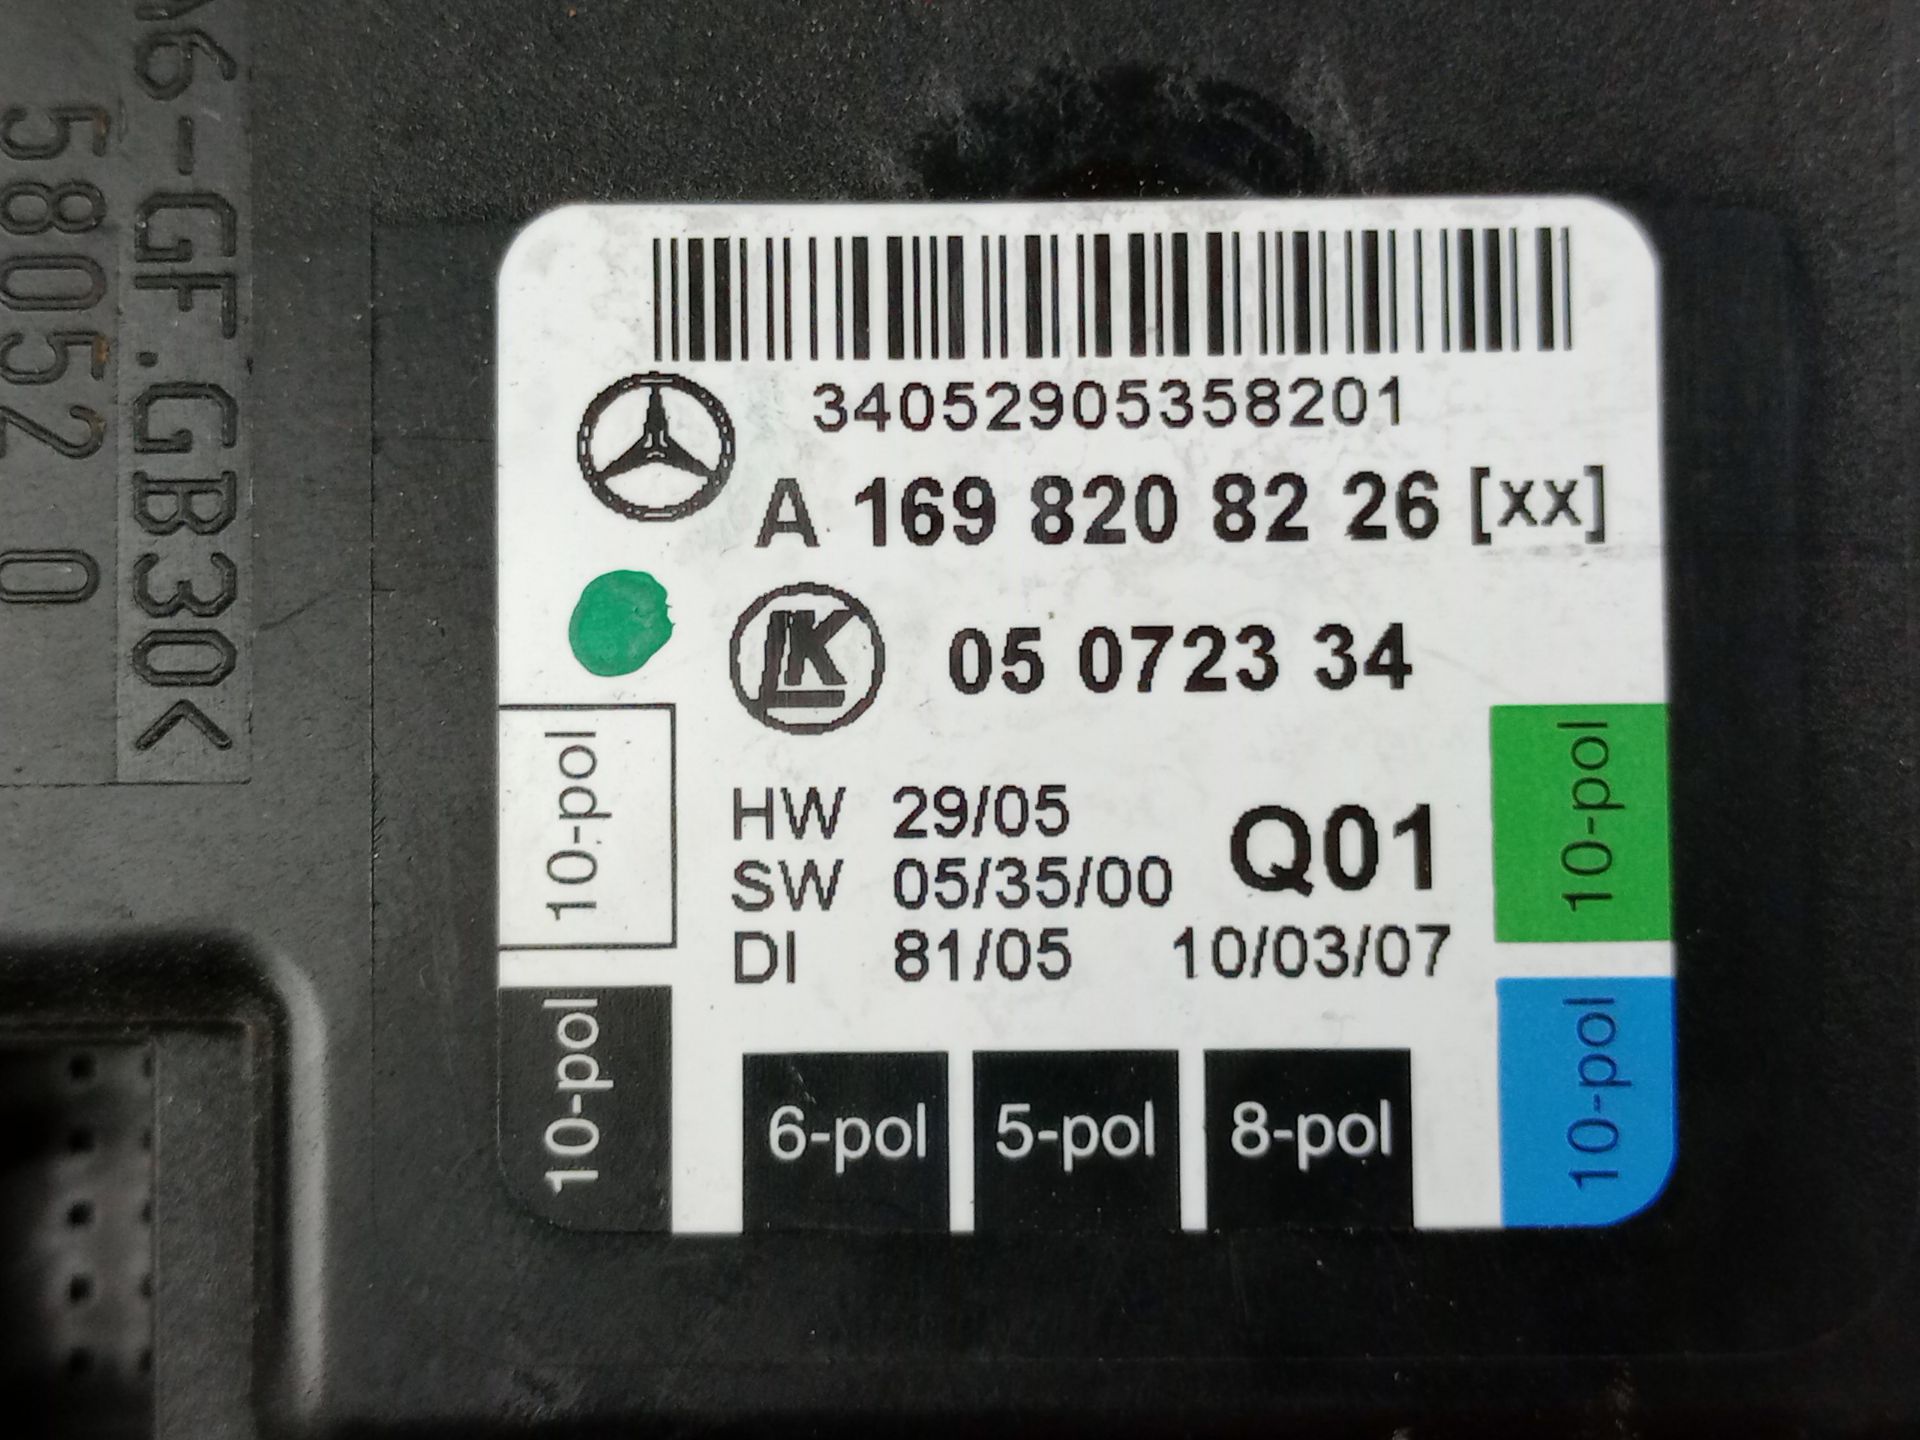 A6-GF.GB30<
58052 0
34052905358201
A 169 820 82 26 [xx]
LK 05 0723 34
10-pol
HW 29/05
SW 05/35/00
Q01
DI 81/05 10/03/07
10-pol
10-pol
6-pol
5-pol
8-pol
10-pol